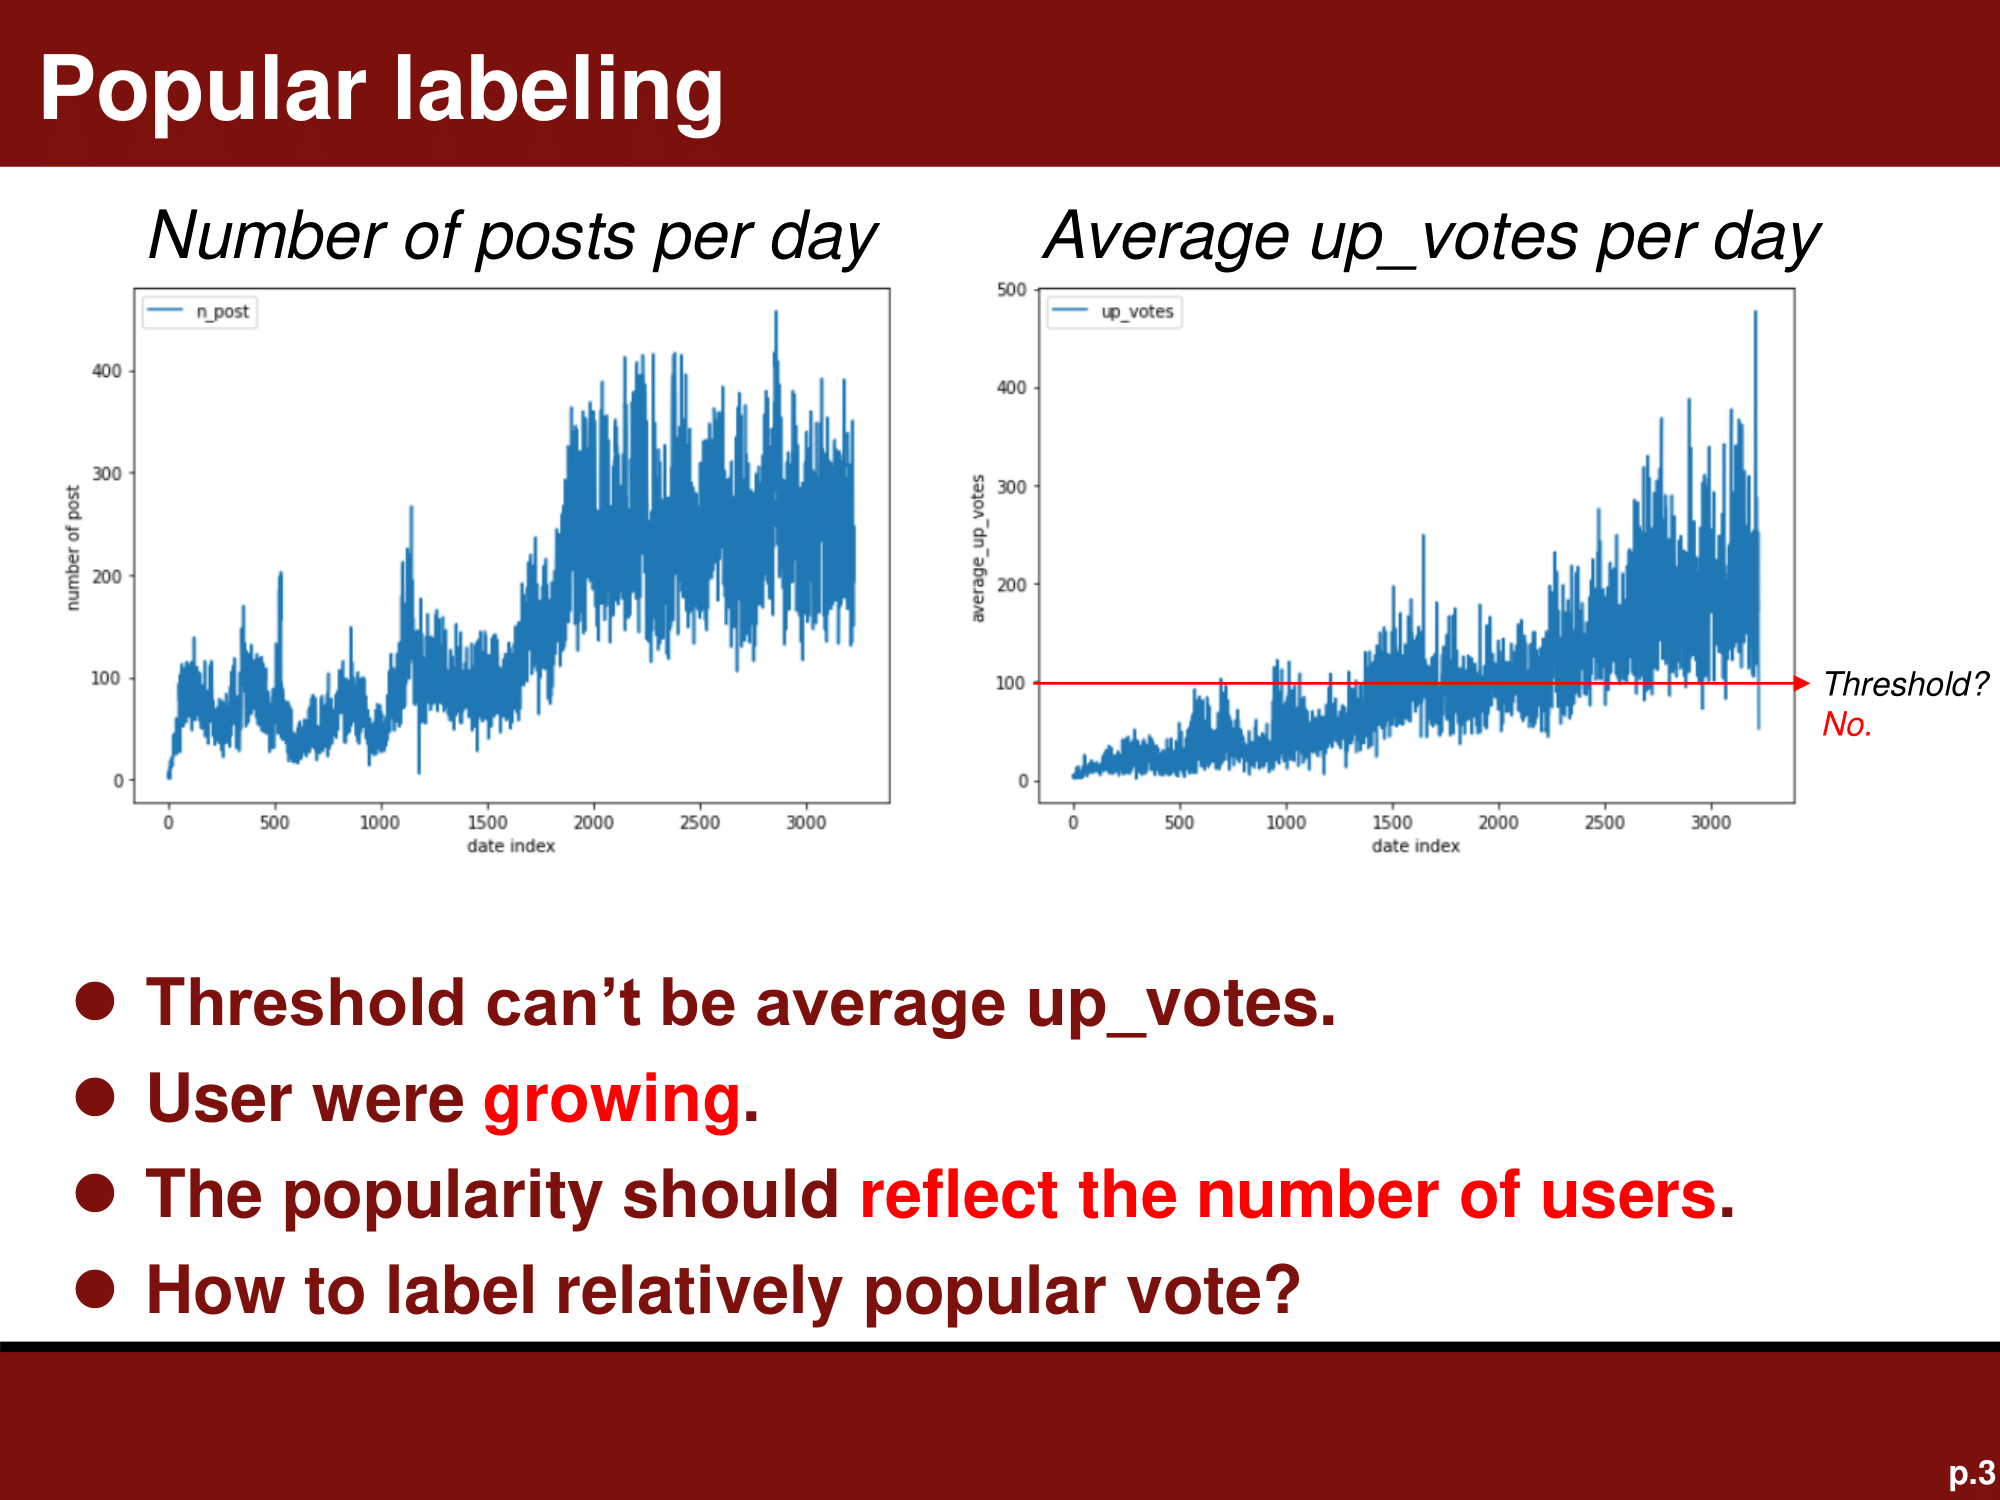 Popular labeling
Number of posts per day
n_post
400
300
200
100
0
number of post
0 500 1000 1500 2000 2500 3000
date index
Average up_votes per day
up_votes
500
400
300
200
100
0
average_up_votes
0 500 1000 1500 2000 2500 3000
date index
Threshold?
No.
● Threshold can’t be average up_votes.
● User were growing.
● The popularity should reflect the number of users.
● How to label relatively popular vote?
p.3